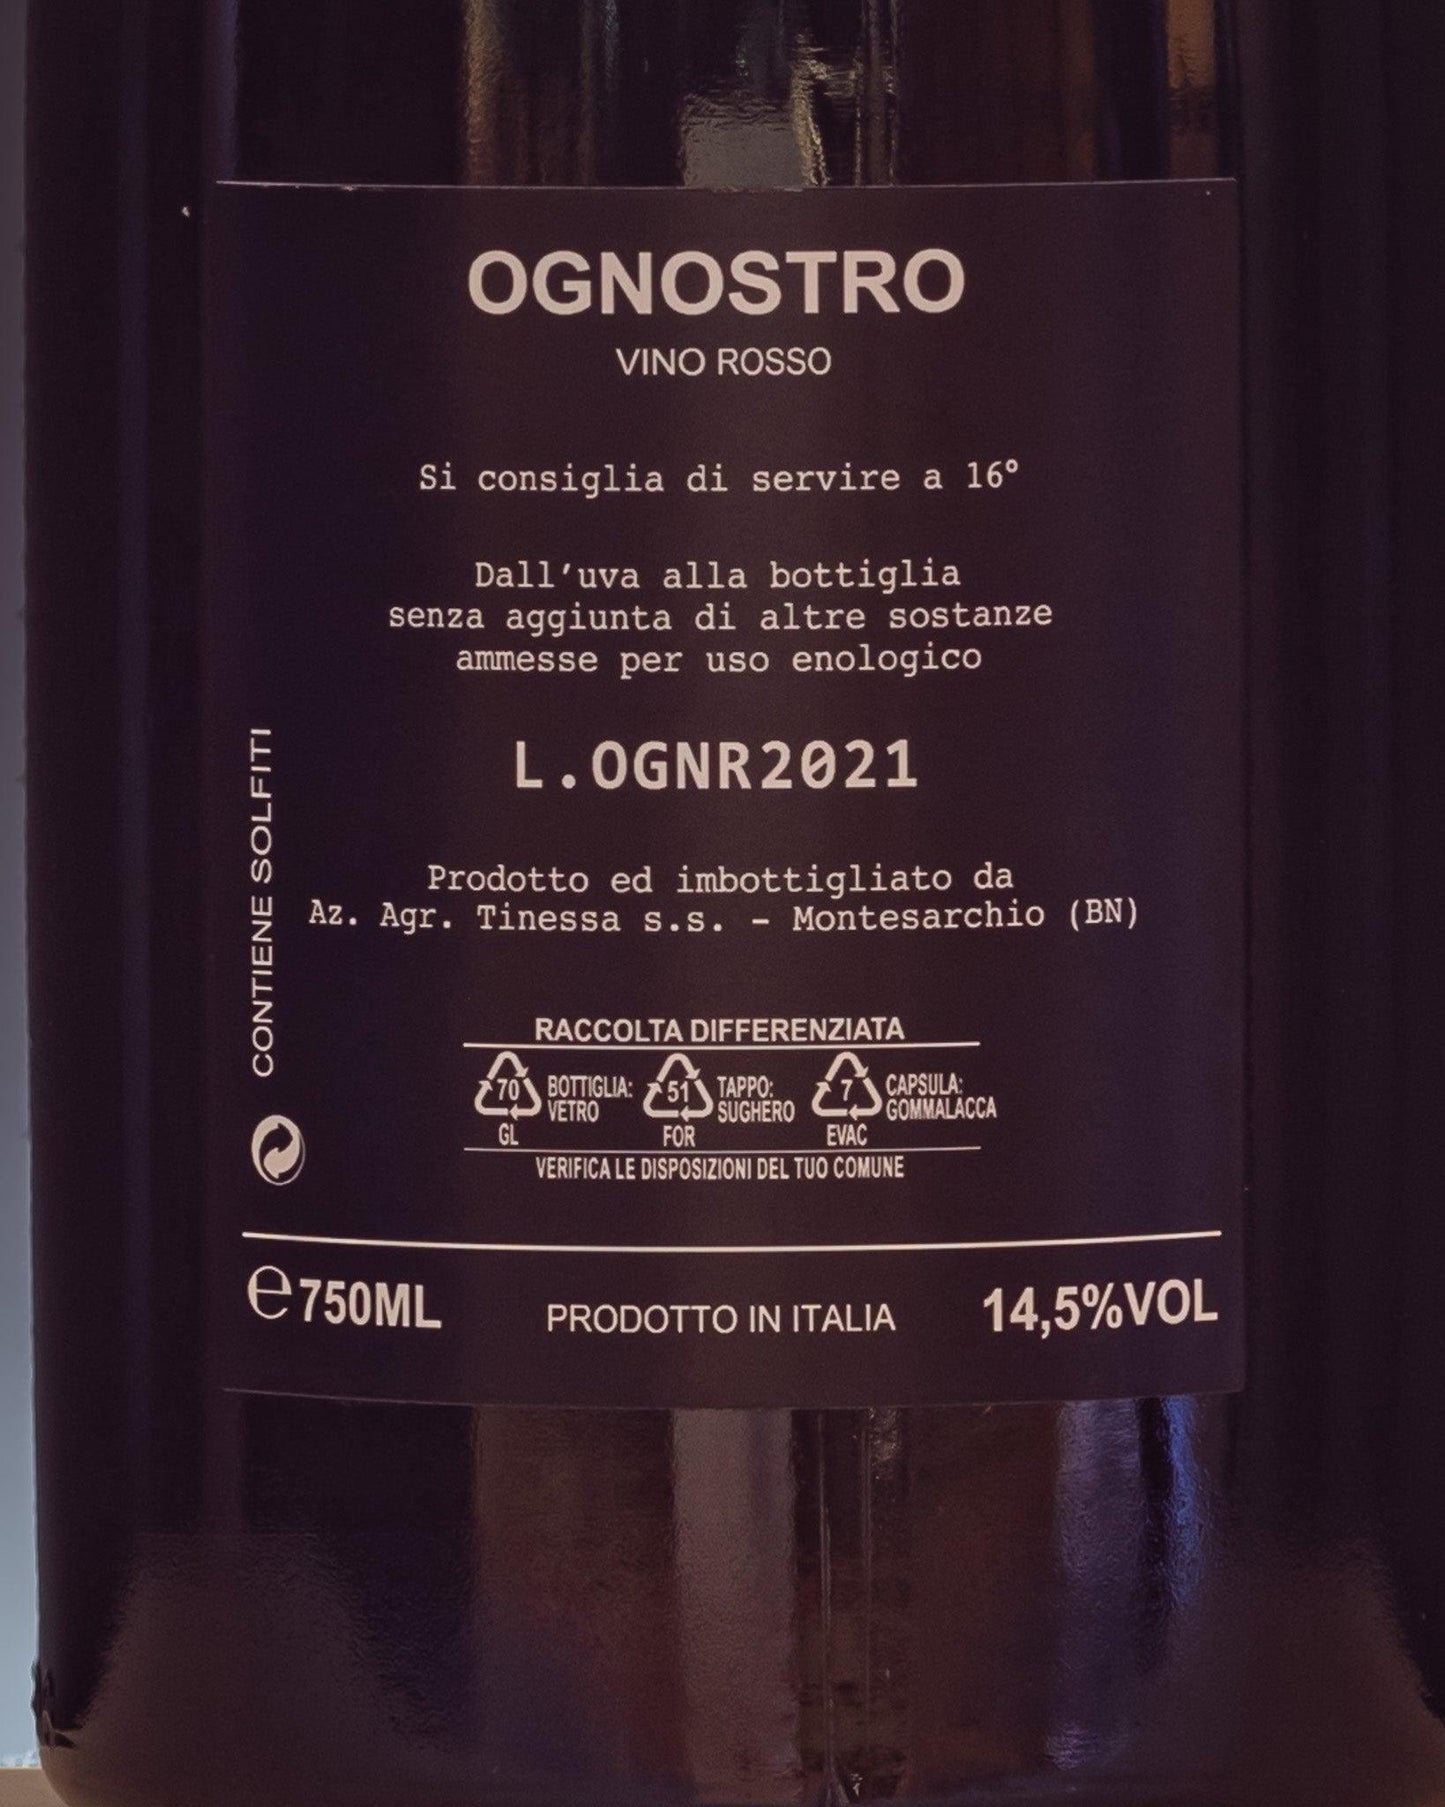 OGNOSTRO
VINO ROSSO
Si consiglia di servire a 16°
Dall'uva alla bottiglia
senza aggiunta di altre sostanze
ammesse per uso enologico
L.OGNR2021
CONTIENE SOLFITI
Prodotto ed imbottigliato da
Az. Agr. Tinessa s.s. - Montesarchio (BN)
RACCOLTA DIFFERENZIATA
70 GL BOTTIGLIA: VETRO
51 FOR TAPPO: SUGHERO
7 EVAC CAPSULA: GOMMALACCA
VERIFICA LE DISPOSIZIONI DEL TUO COMUNE
℮750ML PRODOTTO IN ITALIA 14,5%VOL